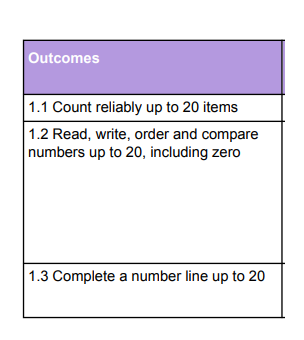 Outcomes
1.1 Count reliably up to 20 items
1.2 Read, write, order and compare
numbers up to 20, including zero
1.3 Complete a number line up to 20